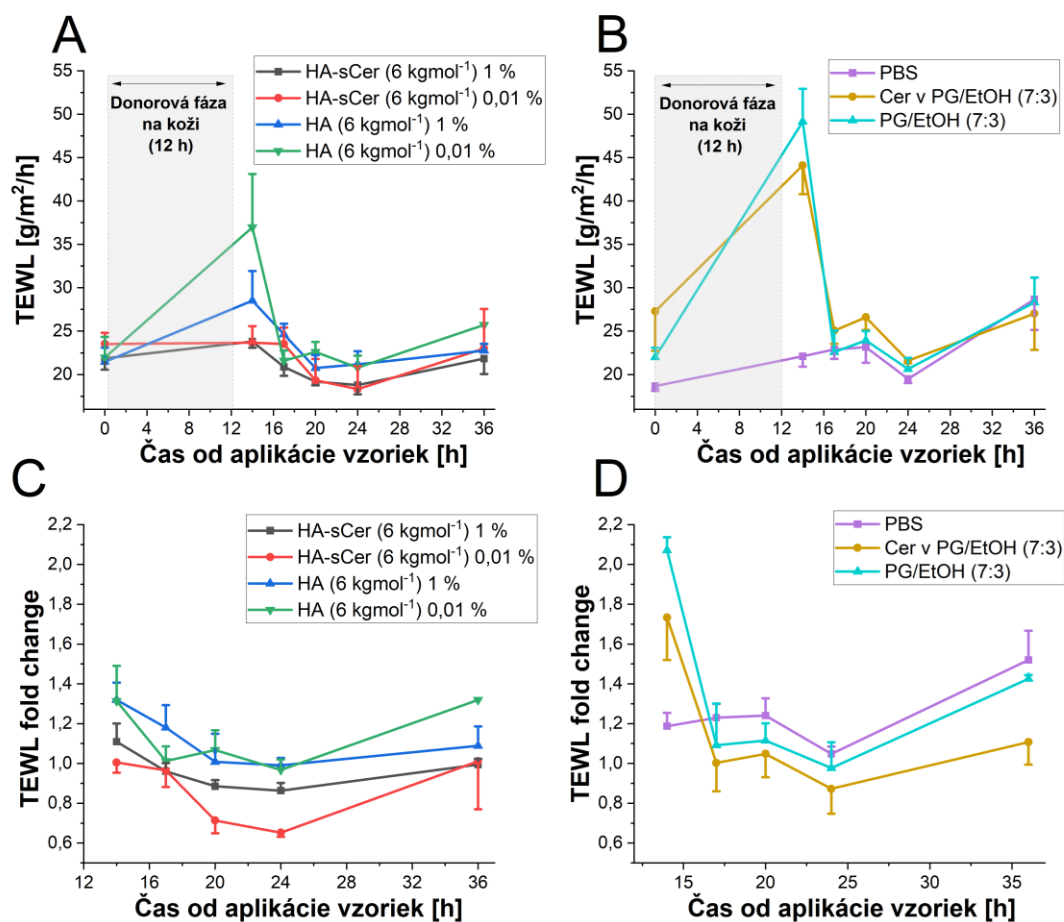 A
HA-sCer (6 kgmol⁻¹) 1 %
HA-sCer (6 kgmol⁻¹) 0,01 %
HA (6 kgmol⁻¹) 1 %
HA (6 kgmol⁻¹) 0,01 %
Donorová fáza
na koži
(12 h)
55
50
45
40
35
30
25
20
TEWL [g/m²/h]
0 4 8 12 16 20 24 28 32 36
Čas od aplikácie vzoriek [h]
B
PBS
Cer v PG/EtOH (7:3)
PG/EtOH (7:3)
Donorová fáza
na koži
(12 h)
55
50
45
40
35
30
25
20
TEWL [g/m²/h]
0 4 8 12 16 20 24 28 32 36
Čas od aplikácie vzoriek [h]
C
HA-sCer (6 kgmol⁻¹) 1 %
HA-sCer (6 kgmol⁻¹) 0,01 %
HA (6 kgmol⁻¹) 1 %
HA (6 kgmol⁻¹) 0,01 %
2,2
2,0
1,8
1,6
1,4
1,2
1,0
0,8
0,6
TEWL fold change
12 16 20 24 28 32 36
Čas od aplikácie vzoriek [h]
D
PBS
Cer v PG/EtOH (7:3)
PG/EtOH (7:3)
2,2
2,0
1,8
1,6
1,4
1,2
1,0
0,8
0,6
TEWL fold change
15 20 25 30 35
Čas od aplikácie vzoriek [h]